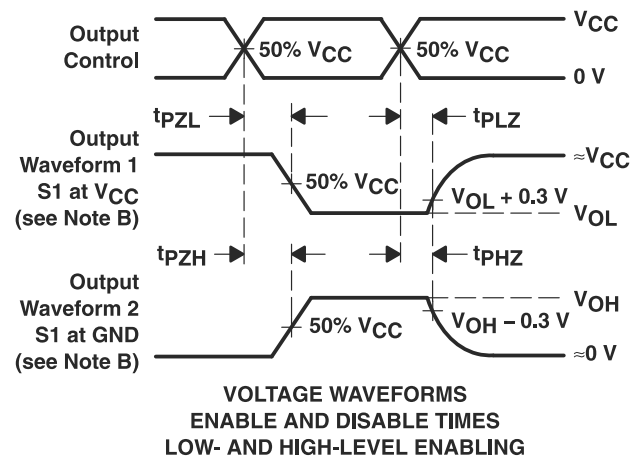 Output
Control
50% VCC
50% VCC
VCC
0 V
tPZL
tPLZ
Output
Waveform 1
S1 at VCC
(see Note B)
50% VCC
≈VCC
VOL + 0.3 V
VOL
tPZH
tPHZ
Output
Waveform 2
S1 at GND
(see Note B)
50% VCC
VOH
VOH – 0.3 V
≈0 V
VOLTAGE WAVEFORMS
ENABLE AND DISABLE TIMES
LOW- AND HIGH-LEVEL ENABLING